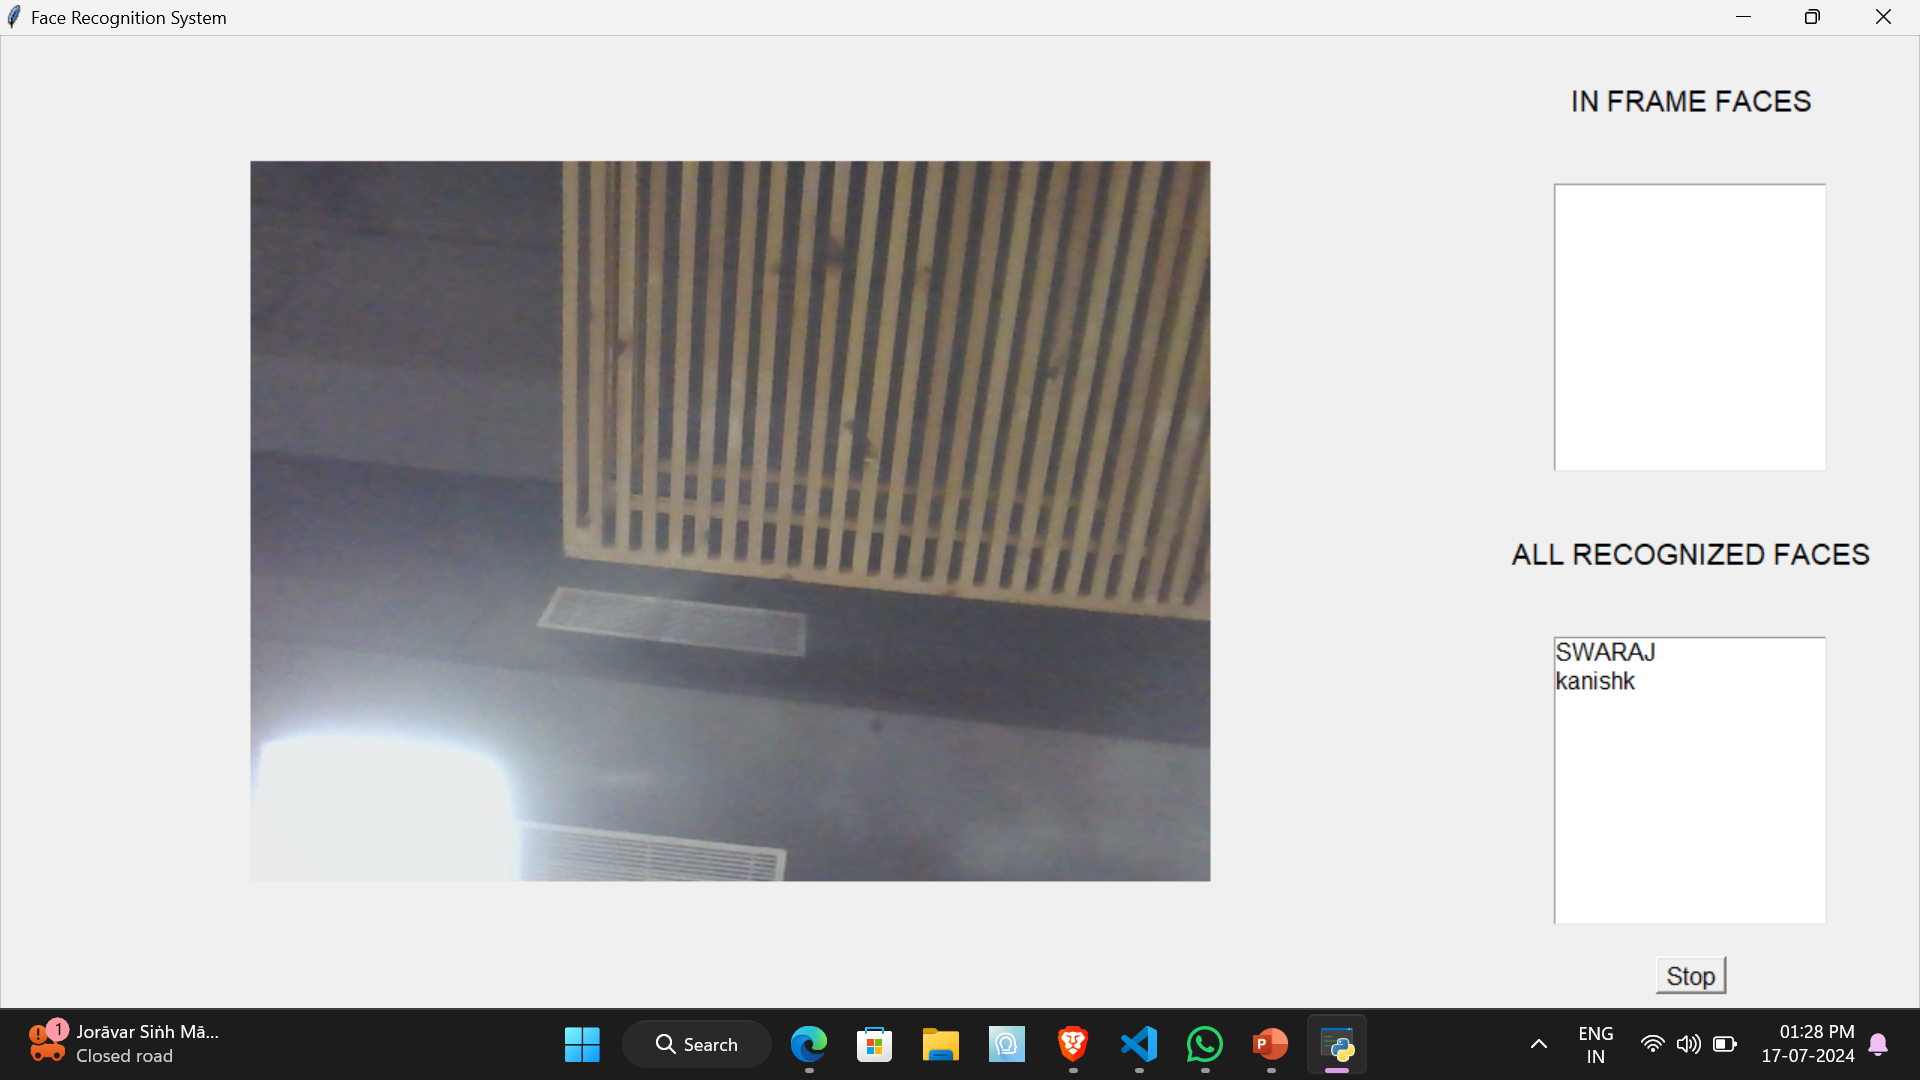 Face Recognition System
IN FRAME FACES
ALL RECOGNIZED FACES
SWARAJ
kanishk
Stop
1
Jorāvar Siṅh Mā...
Closed road
Search
P
ENG
IN
01:28 PM
17-07-2024